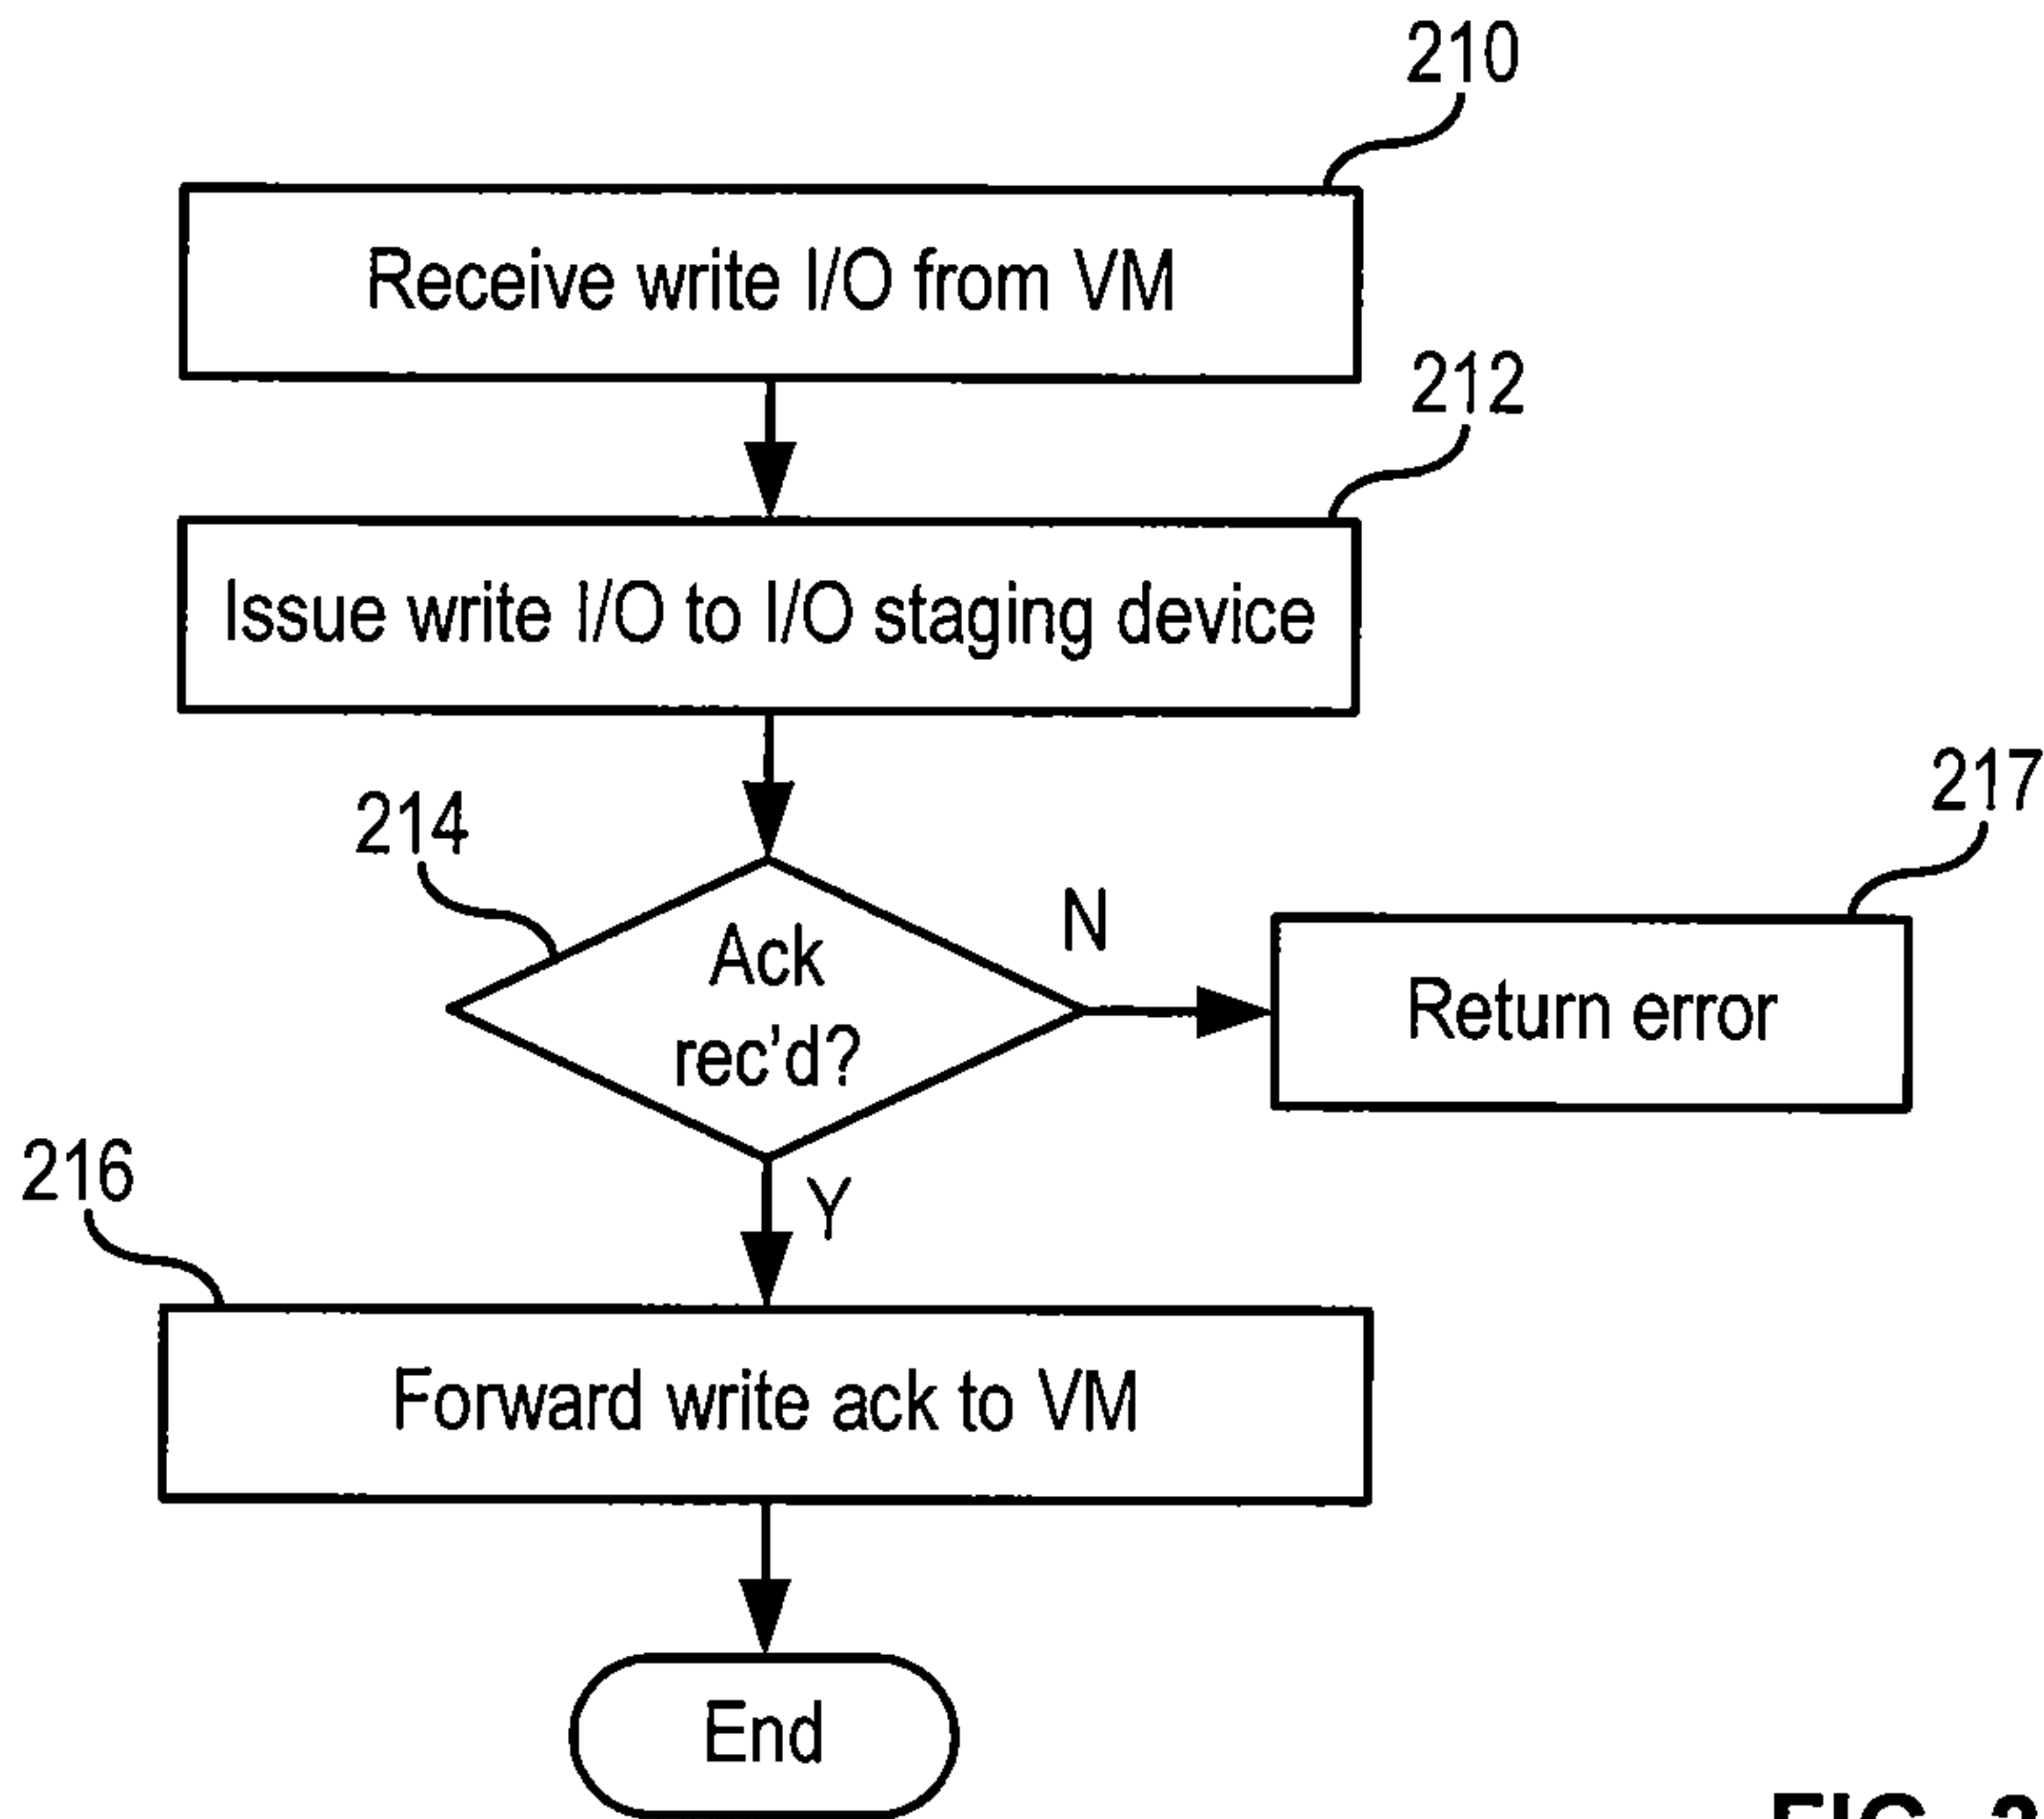 210
Receive write I/O from VM
212
Issue write I/O to I/O staging device
214
217
Ack
rec'd?
N
Return error
216
Y
Forward write ack to VM
End